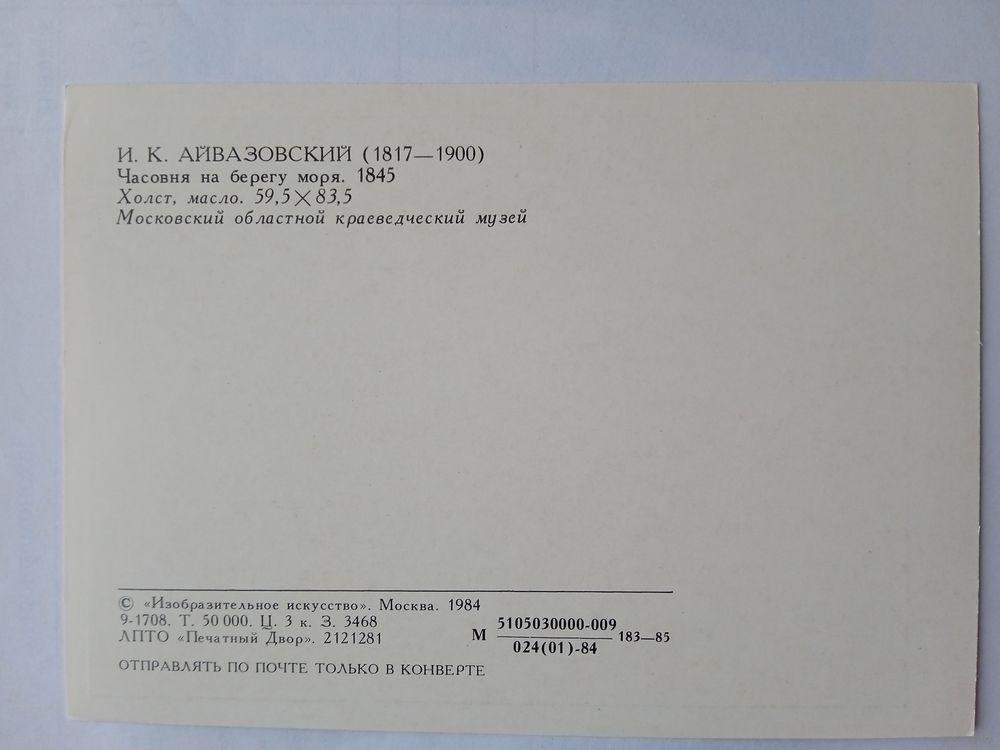 И. К. АЙВАЗОВСКИЙ (1817—1900)
Часовня на берегу моря. 1845
Холст, масло. 59,5×83,5
Московский областной краеведческий музей
© «Изобразительное искусство». Москва. 1984
9-1708. Т. 50 000. Ц. 3 к. З. 3468
ЛПТО «Печатный Двор». 2121281
М 5105030000-009 183—85
024(01)-84
ОТПРАВЛЯТЬ ПО ПОЧТЕ ТОЛЬКО В КОНВЕРТЕ